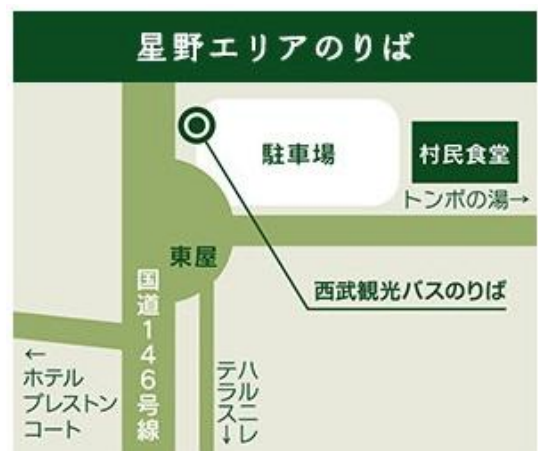 星野エリアのりば
駐車場
村民食堂
トンボの湯→
東屋
西武観光バスのりば
国道146号線
←
ホテル
ブレストン
コート
ハルニレ
テラス↓